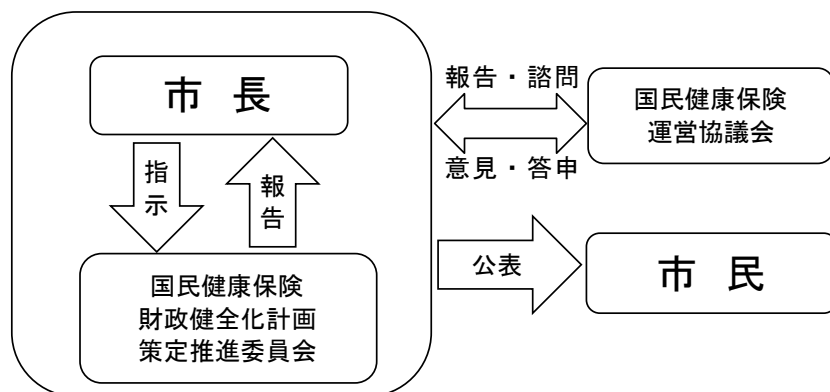 市 長
指示
報告
国民健康保険
財政健全化計画
策定推進委員会
報告・諮問
意見・答申
国民健康保険
運営協議会
公表
市 民